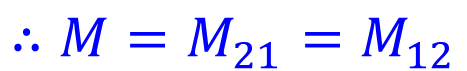 ∴ M = M₂₁ = M₁₂